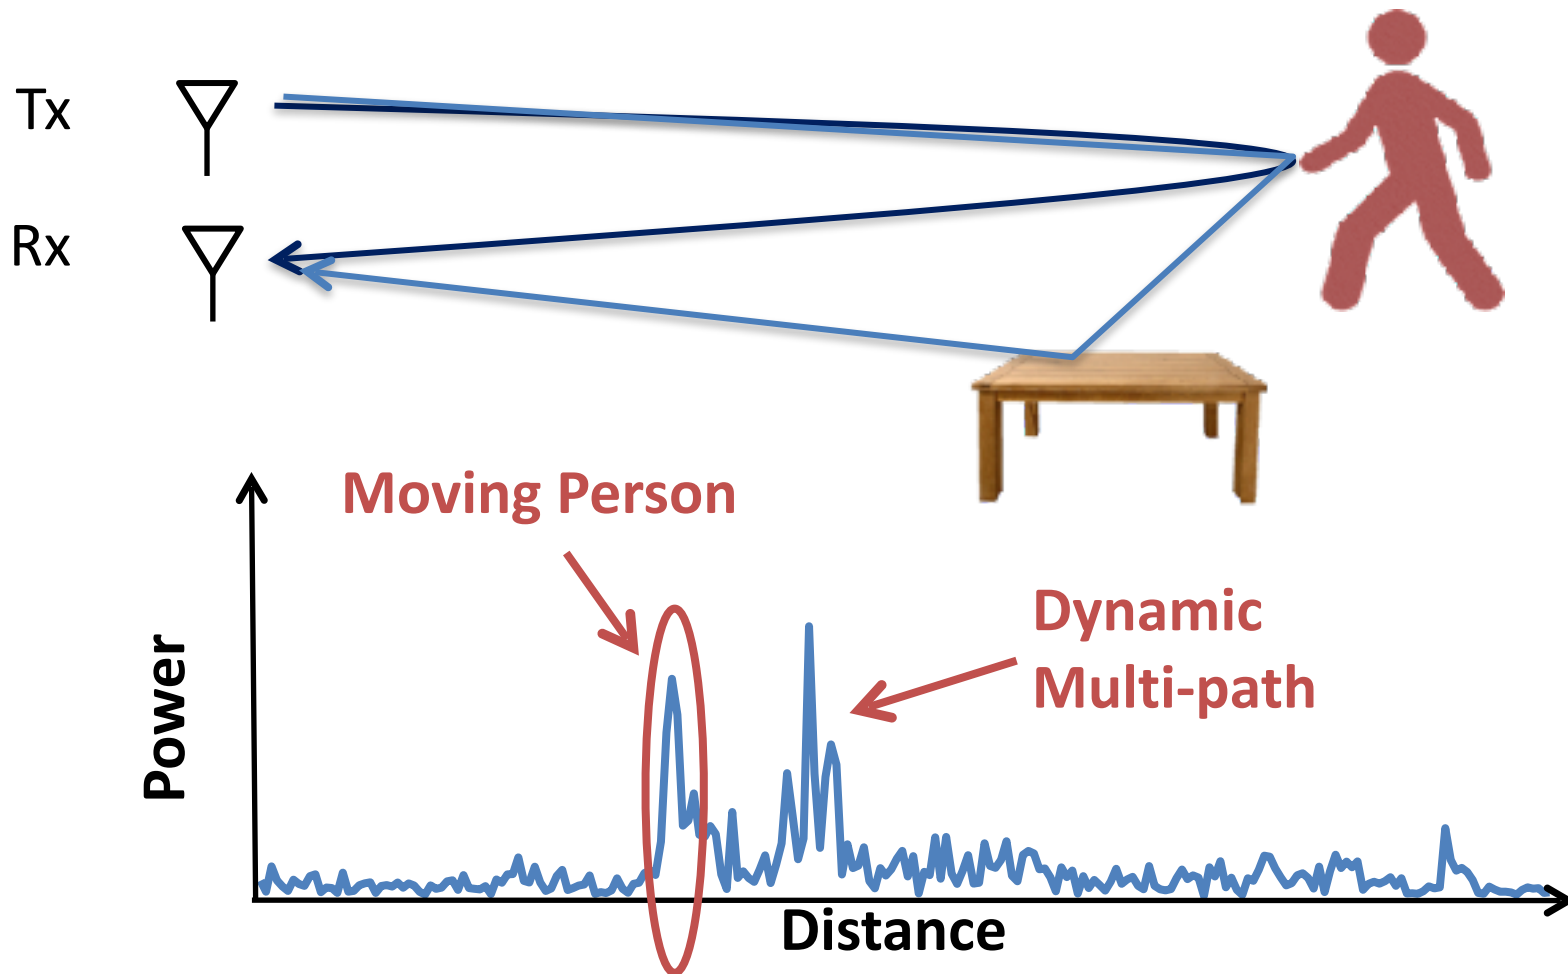 Tx
Rx
Moving Person
Dynamic
Multi-path
Power
Distance